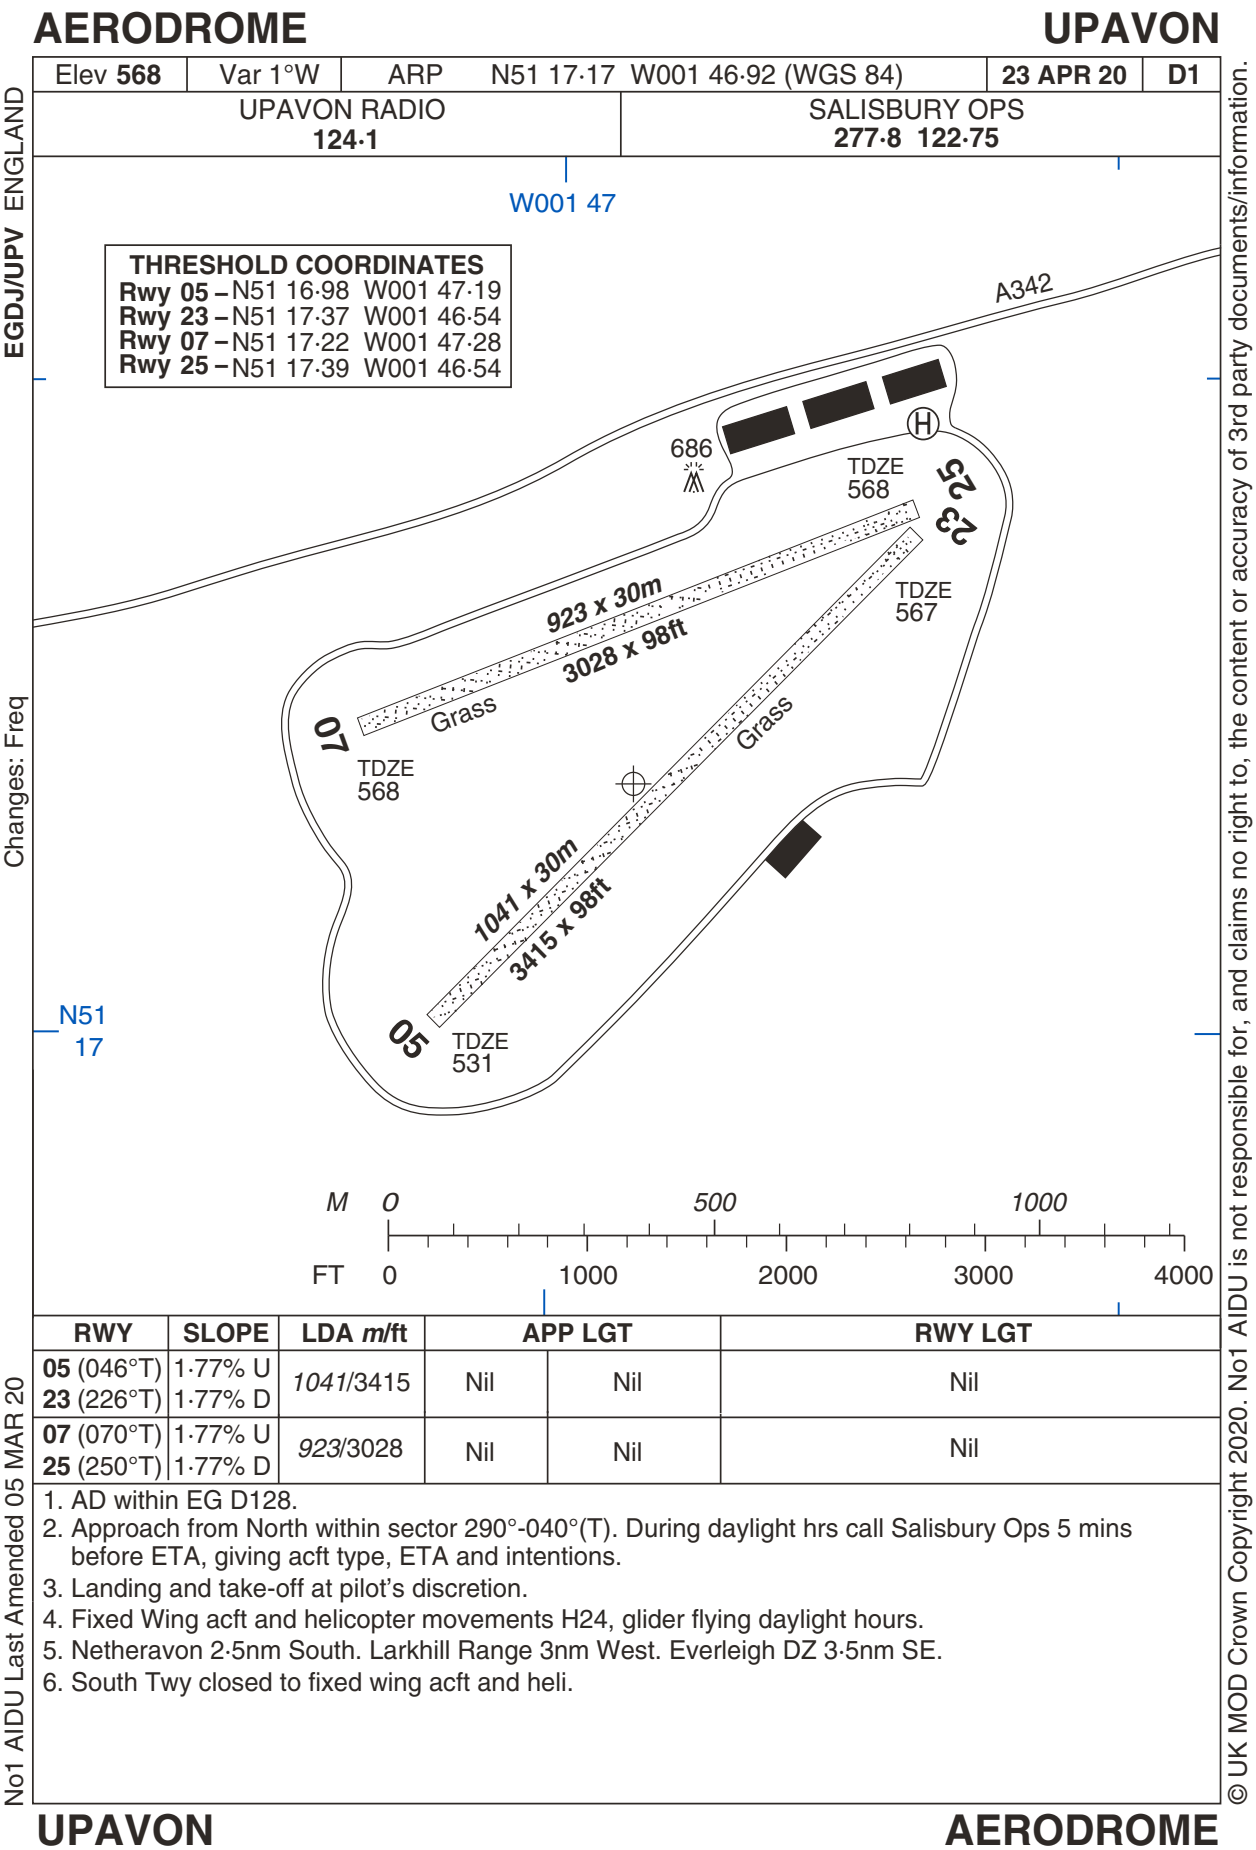 AERODROME UPAVON
Elev 568 Var 1°W ARP N51 17·17 W001 46·92 (WGS 84) 23 APR 20 D1
UPAVON RADIO
124·1
SALISBURY OPS
277·8 122·75
W001 47
THRESHOLD COORDINATES
Rwy 05 – N51 16·98 W001 47·19
Rwy 23 – N51 17·37 W001 46·54
Rwy 07 – N51 17·22 W001 47·28
Rwy 25 – N51 17·39 W001 46·54
A342
H
686
TDZE
568
25
23
TDZE
567
923 x 30m
3028 x 98ft
Grass
Grass
07
TDZE
568
1041 x 30m
3415 x 98ft
05
TDZE
531
N51
17
M 0 500 1000
FT 0 1000 2000 3000 4000
RWY SLOPE LDA m/ft APP LGT RWY LGT
05 (046°T) 1·77% U 1041/3415 Nil Nil Nil
23 (226°T) 1·77% D
07 (070°T) 1·77% U 923/3028 Nil Nil Nil
25 (250°T) 1·77% D
1. AD within EG D128.
2. Approach from North within sector 290°-040°(T). During daylight hrs call Salisbury Ops 5 mins
before ETA, giving acft type, ETA and intentions.
3. Landing and take-off at pilot's discretion.
4. Fixed Wing acft and helicopter movements H24, glider flying daylight hours.
5. Netheravon 2·5nm South. Larkhill Range 3nm West. Everleigh DZ 3·5nm SE.
6. South Twy closed to fixed wing acft and heli.
UPAVON AERODROME
EGDJ/UPV ENGLAND
Changes: Freq
No1 AIDU Last Amended 05 MAR 20
© UK MOD Crown Copyright 2020. No1 AIDU is not responsible for, and claims no right to, the content or accuracy of 3rd party documents/information.